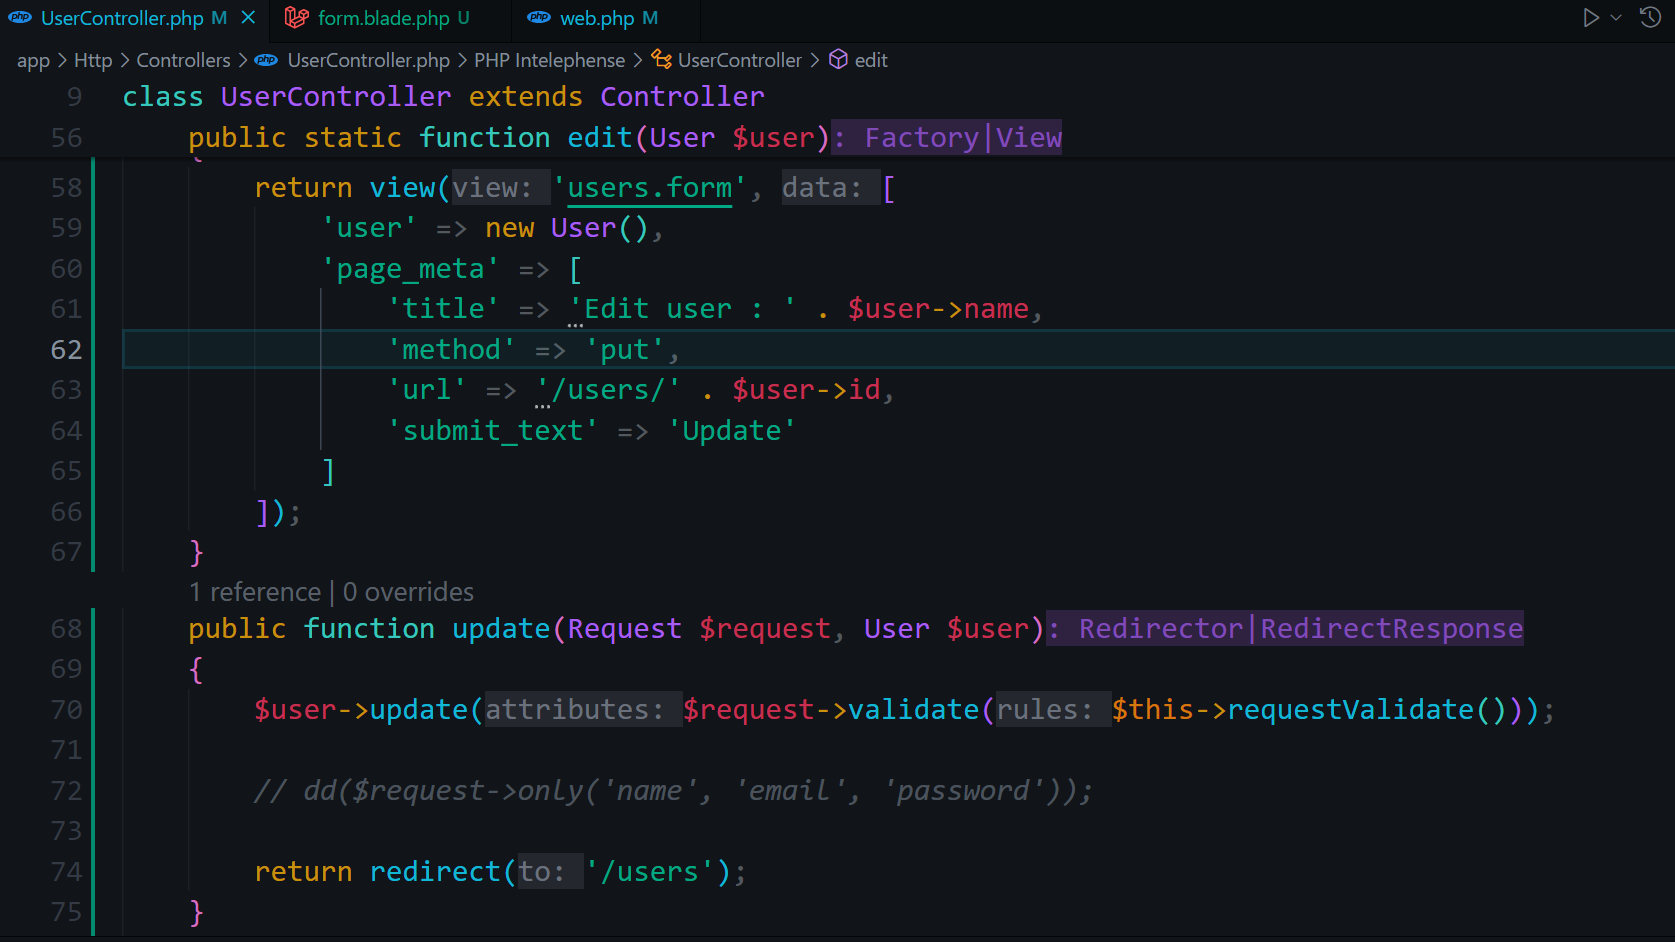 php UserController.php M × form.blade.php U php web.php M
app > Http > Controllers > php UserController.php > PHP Intelephense > UserController > edit
9 class UserController extends Controller
56 public static function edit(User $user): Factory|View
58 return view(view: 'users.form', data: [
59 'user' => new User(),
60 'page_meta' => [
61 'title' => 'Edit user : ' . $user->name,
62 'method' => 'put',
63 'url' => '/users/' . $user->id,
64 'submit_text' => 'Update'
65 ]
66 ]);
67 }
1 reference | 0 overrides
68 public function update(Request $request, User $user): Redirector|RedirectResponse
69 {
70 $user->update(attributes: $request->validate(rules: $this->requestValidate()));
71
72 // dd($request->only('name', 'email', 'password'));
73
74 return redirect(to: '/users');
75 }